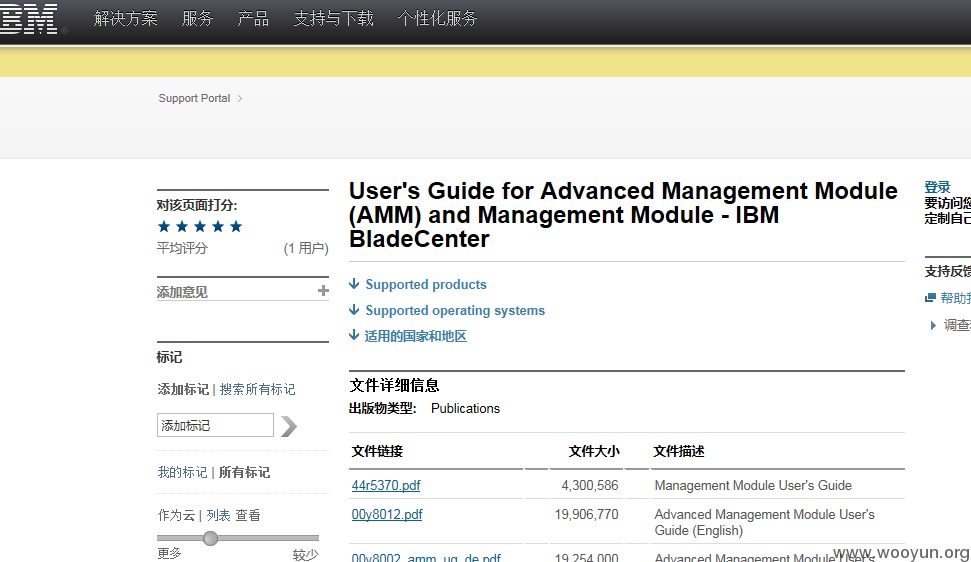 IBM
解决方案 服务 产品 支持与下载 个性化服务
Support Portal
对该页面打分:
平均评分 (1 用户)
添加意见
标记
添加标记 | 搜索所有标记
添加标记
我的标记 | 所有标记
作为云 | 列表 查看
更多 较少
User's Guide for Advanced Management Module
(AMM) and Management Module - IBM
BladeCenter
Supported products
Supported operating systems
适用的国家和地区
文件详细信息
出版物类型: Publications
文件链接 文件大小 文件描述
44r5370.pdf 4,300,586 Management Module User's Guide
00y8012.pdf 19,906,770 Advanced Management Module User's
Guide (English)
00y8002_amm_ug_de.pdf 19,254,000 Advanced Management Module User's
登录
要访问您
定制自己
支持反馈
帮助我
调查
www.wooyun.org